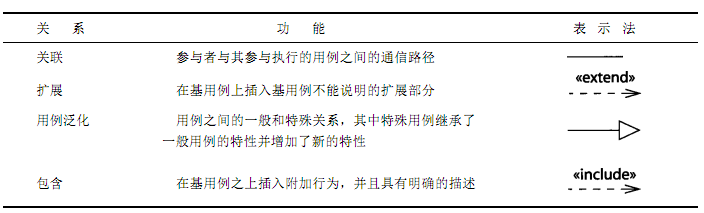 关 系 功 能 表 示 法
关联 参与者与其参与执行的用例之间的通信路径
扩展 在基用例上插入基用例不能说明的扩展部分 «extend»
用例泛化 用例之间的一般和特殊关系，其中特殊用例继承了
一般用例的特性并增加了新的特性
包含 在基用例之上插入附加行为，并且具有明确的描述 «include»